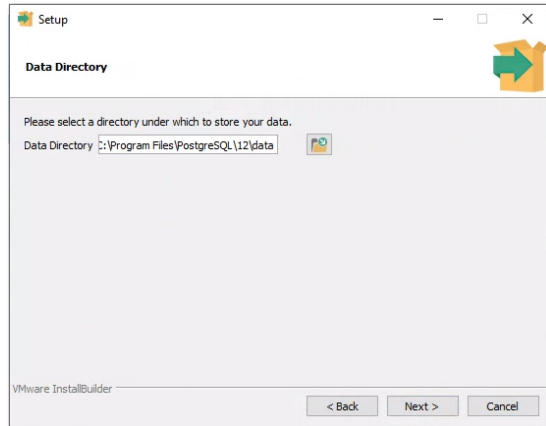 Setup
Data Directory
Please select a directory under which to store your data.
Data Directory :\Program Files\PostgreSQL\12\data
VMware InstallBuilder
< Back Next > Cancel